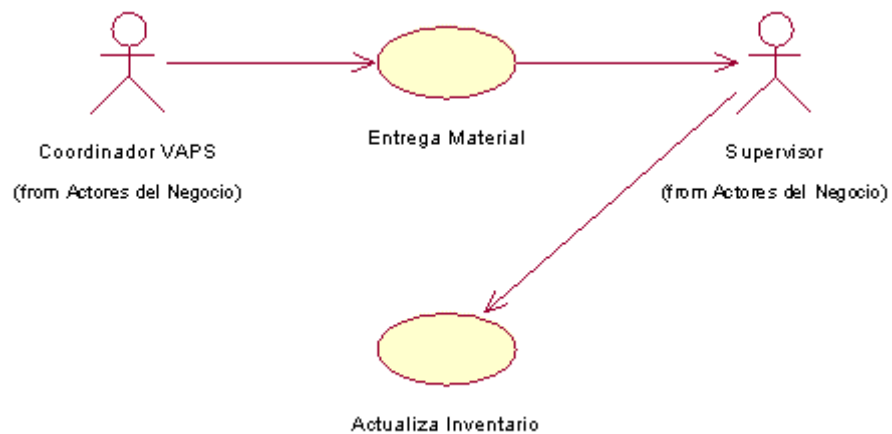 Coordinador VAPS
(from Actores del Negocio)
Entrega Material
Supervisor
(from Actores del Negocio)
Actualiza Inventario